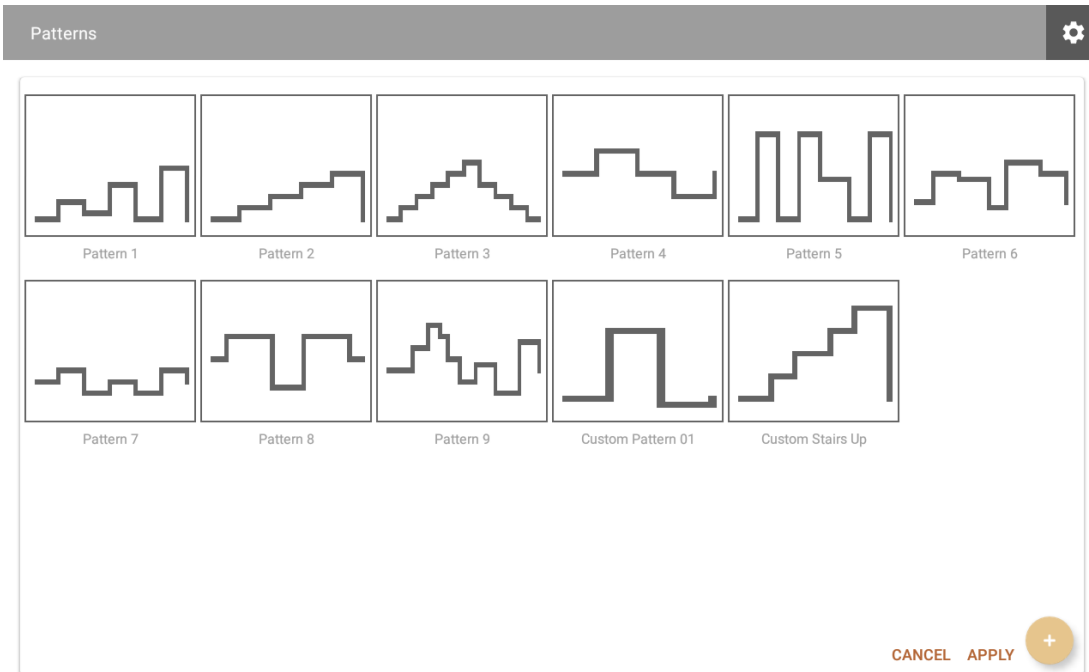 Patterns
Pattern 1
Pattern 2
Pattern 3
Pattern 4
Pattern 5
Pattern 6
Pattern 7
Pattern 8
Pattern 9
Custom Pattern 01
Custom Stairs Up
CANCEL APPLY +